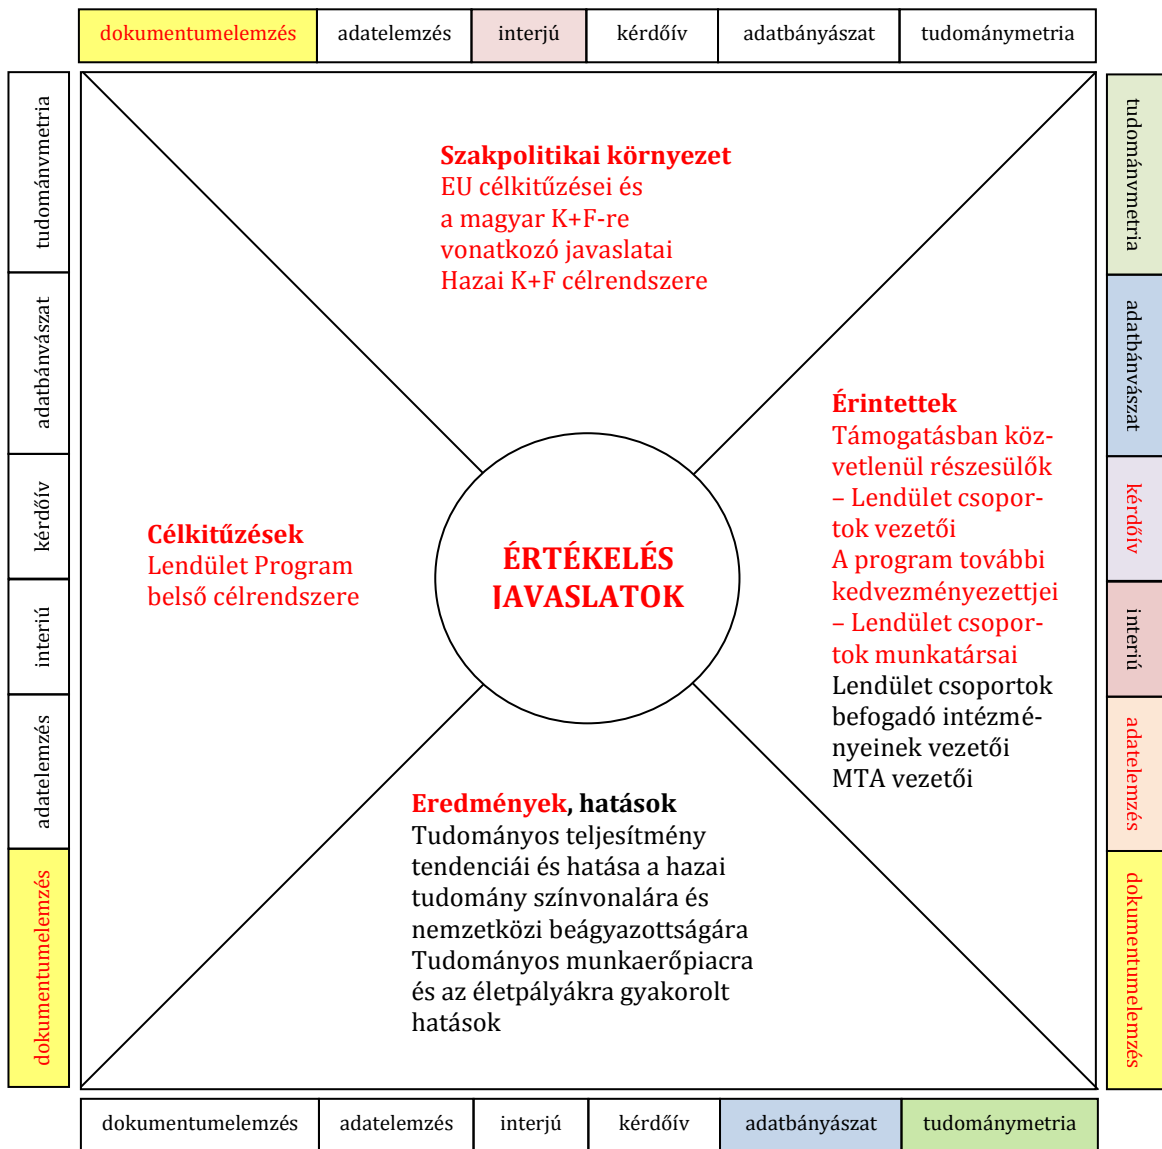 dokumentumelemzés
adatelemzés
interjú
kérdőív
adatbányászat
tudománymetria
tudománymetria
adatbányászat
kérdőív
interjú
adatelemzés
dokumentumelemzés
Szakpolitikai környezet
EU célkitűzései és
a magyar K+F-re
vonatkozó javaslatai
Hazai K+F célrendszere
Célkitűzések
Lendület Program
belső célrendszere
ÉRTÉKELÉS
JAVASLATOK
Érintettek
Támogatásban köz-
vetlenül részesülők
– Lendület csopor-
tok vezetői
A program további
kedvezményezettjei
– Lendület csopor-
tok munkatársai
Lendület csoportok
befogadó intézmé-
nyeinek vezetői
MTA vezetői
Eredmények, hatások
Tudományos teljesítmény
tendenciái és hatása a hazai
tudomány színvonalára és
nemzetközi beágyazottságára
Tudományos munkaerőpiacra
és az életpályákra gyakorolt
hatások
tudománymetria
adatbányászat
kérdőív
interjú
adatelemzés
dokumentumelemzés
dokumentumelemzés
adatelemzés
interjú
kérdőív
adatbányászat
tudománymetria